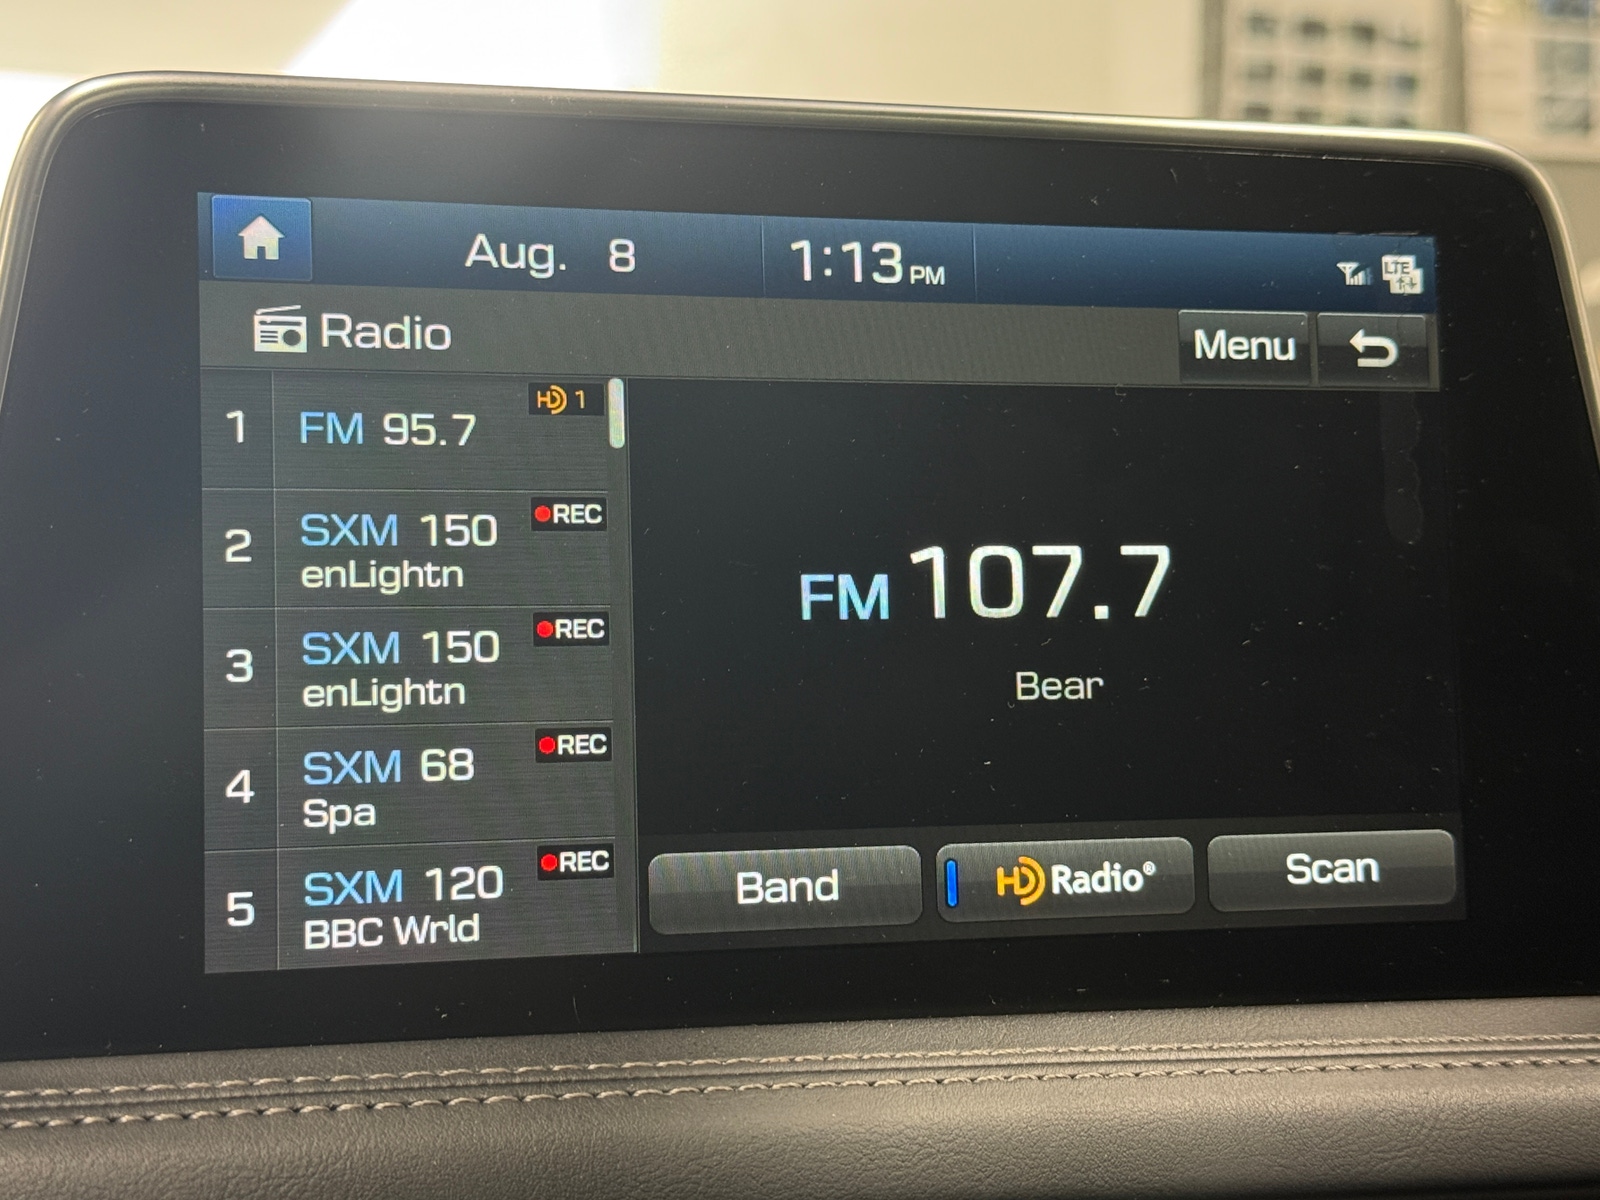 Aug. 8 1:13 PM LTE
Radio Menu
1 FM 95.7 HD 1
2 SXM 150 REC
enLightn
3 SXM 150 REC
enLightn
4 SXM 68 REC
Spa
5 SXM 120 REC
BBC Wrld
FM 107.7
Bear
Band HD Radio® Scan